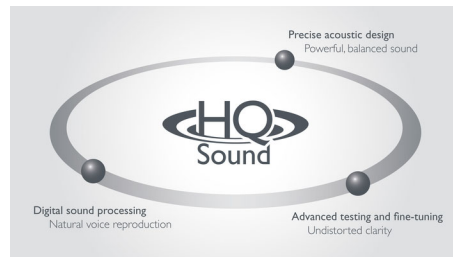 Precise acoustic design
Powerful, balanced sound
HQ
Sound
Digital sound processing
Natural voice reproduction
Advanced testing and fine-tuning
Undistorted clarity